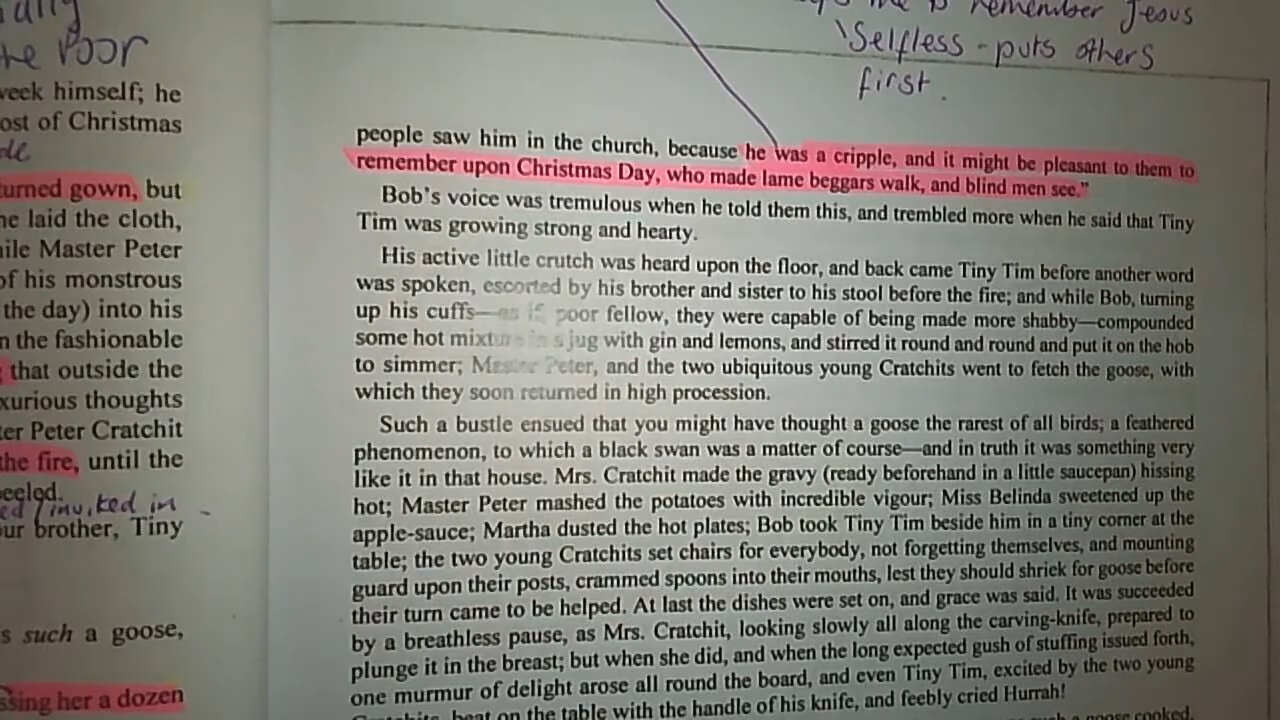 the Poor
week himself; he
ost of Christmas
turned gown, but
he laid the cloth,
hile Master Peter
of his monstrous
the day) into his
n the fashionable
that outside the
xurious thoughts
ter Peter Cratchit
the fire, until the
eeled.
invoked in
our brother, Tiny
s such a goose,
ssing her a dozen
remember Jesus
Selfless - puts others
first.
people saw him in the church, because he was a cripple, and it might be pleasant to them to
remember upon Christmas Day, who made lame beggars walk, and blind men see."
Bob's voice was tremulous when he told them this, and trembled more when he said that Tiny
Tim was growing strong and hearty.
His active little crutch was heard upon the floor, and back came Tiny Tim before another word
was spoken, escorted by his brother and sister to his stool before the fire; and while Bob, turning
up his cuffs—as if, poor fellow, they were capable of being made more shabby—compounded
some hot mixture in a jug with gin and lemons, and stirred it round and round and put it on the hob
to simmer; Master Peter, and the two ubiquitous young Cratchits went to fetch the goose, with
which they soon returned in high procession.
Such a bustle ensued that you might have thought a goose the rarest of all birds; a feathered
phenomenon, to which a black swan was a matter of course—and in truth it was something very
like it in that house. Mrs. Cratchit made the gravy (ready beforehand in a little saucepan) hissing
hot; Master Peter mashed the potatoes with incredible vigour; Miss Belinda sweetened up the
apple-sauce; Martha dusted the hot plates; Bob took Tiny Tim beside him in a tiny corner at the
table; the two young Cratchits set chairs for everybody, not forgetting themselves, and mounting
guard upon their posts, crammed spoons into their mouths, lest they should shriek for goose before
their turn came to be helped. At last the dishes were set on, and grace was said. It was succeeded
by a breathless pause, as Mrs. Cratchit, looking slowly all along the carving-knife, prepared to
plunge it in the breast; but when she did, and when the long expected gush of stuffing issued forth,
one murmur of delight arose all round the board, and even Tiny Tim, excited by the two young
Cratchits, beat on the table with the handle of his knife, and feebly cried Hurrah!